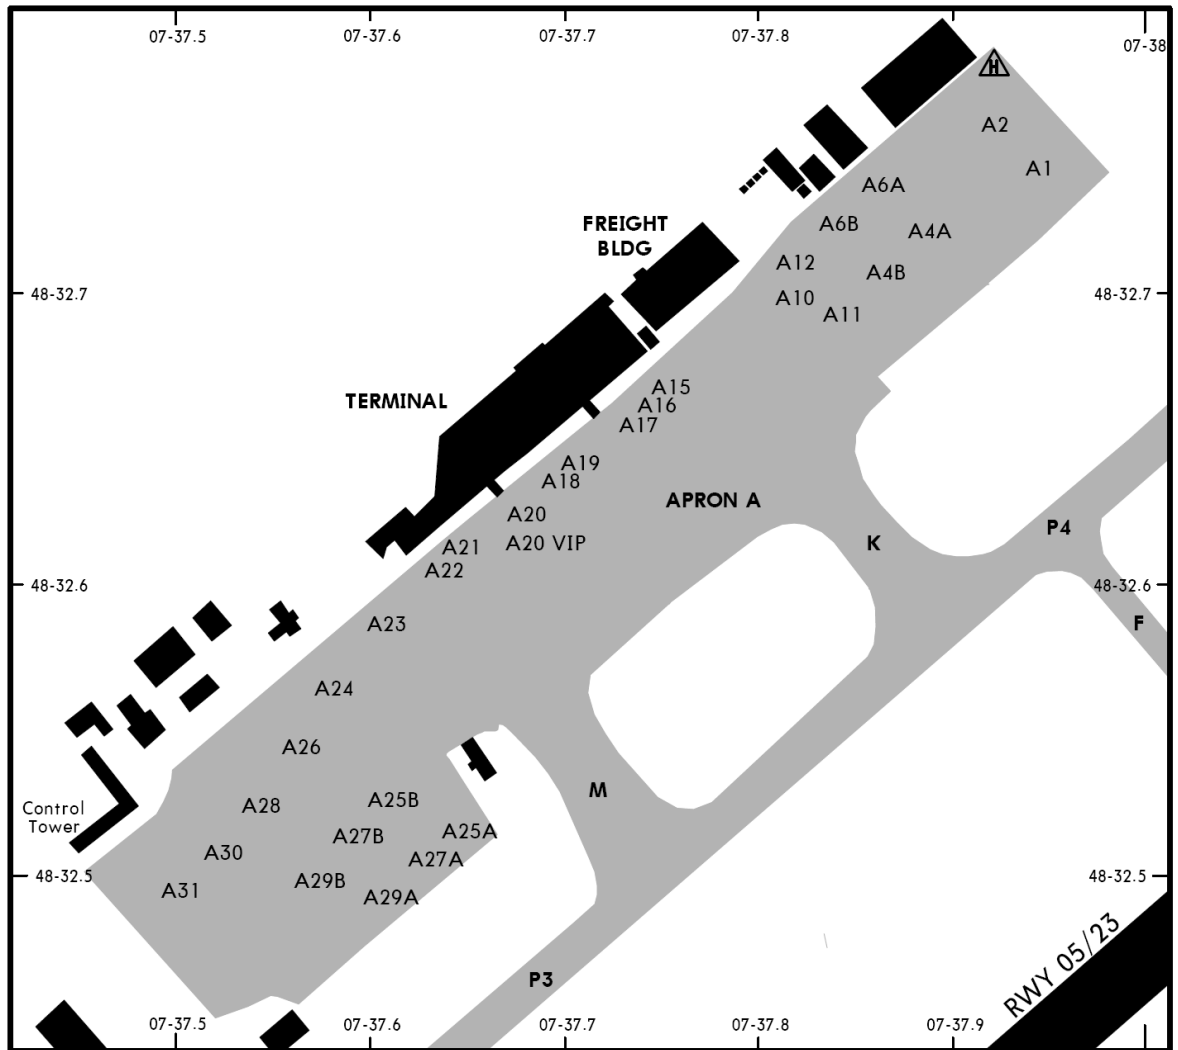 07-37.5
07-37.6
07-37.7
07-37.8
07-38
H
A2
A1
A6A
FREIGHT
BLDG
A6B
A4A
A12
A4B
48-32.7
A10
48-32.7
A11
A15
TERMINAL
A16
A17
A19
A18
APRON A
A20
P4
A21
A20 VIP
K
A22
48-32.6
48-32.6
A23
F
A24
A26
M
A25B
A28
Control
Tower
A25A
A27B
A30
A27A
48-32.5
A29B
48-32.5
A31
A29A
RWY 05/23
P3
07-37.5
07-37.6
07-37.7
07-37.8
07-37.9